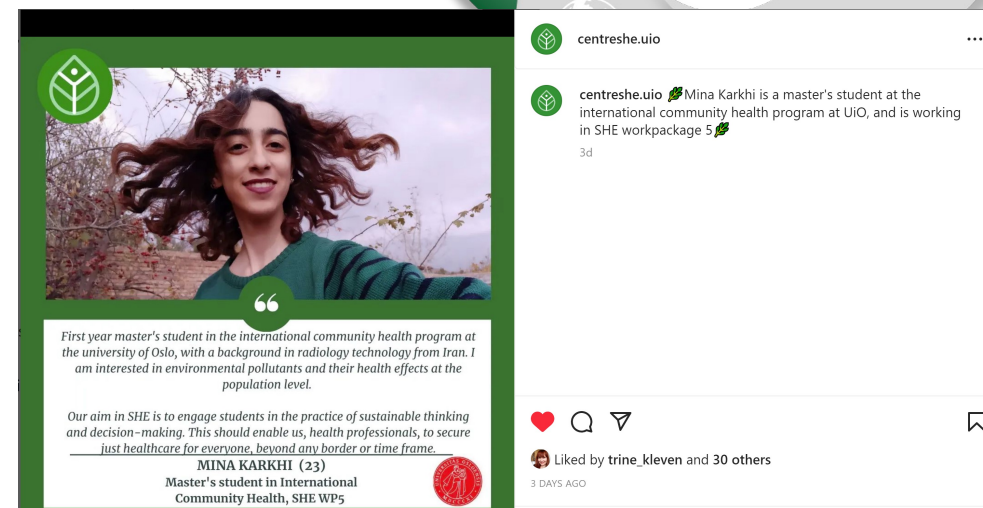 First year master's student in the international community health program at
the university of Oslo, with a background in radiology technology from Iran. I
am interested in environmental pollutants and their health effects at the
population level.
Our aim in SHE is to engage students in the practice of sustainable thinking
and decision-making. This should enable us, health professionals, to secure
just healthcare for everyone, beyond any border or time frame.
MINA KARKHI (23)
Master's student in International
Community Health, SHE WP5
centreshe.uio
centreshe.uio 🌿Mina Karkhi is a master's student at the
international community health program at UiO, and is working
in SHE workpackage 5🌿
3d
Liked by trine_kleven and 30 others
3 DAYS AGO